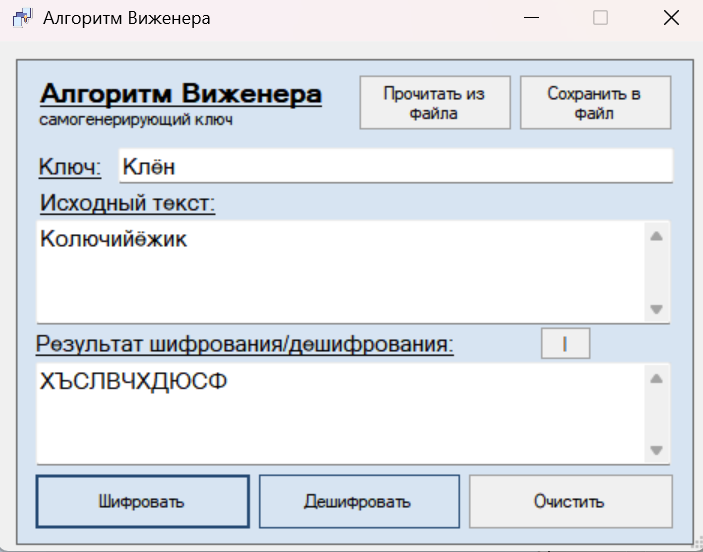 Алгоритм Виженера
Алгоритм Виженера
самогенерирующий ключ
Прочитать из
файла
Сохранить в
файл
Ключ:
Клён
Исходный текст:
Колючийёжик
Результат шифрования/дешифрования:
|
ХЪСЛВЧХДЮСФ
Шифровать
Дешифровать
Очистить